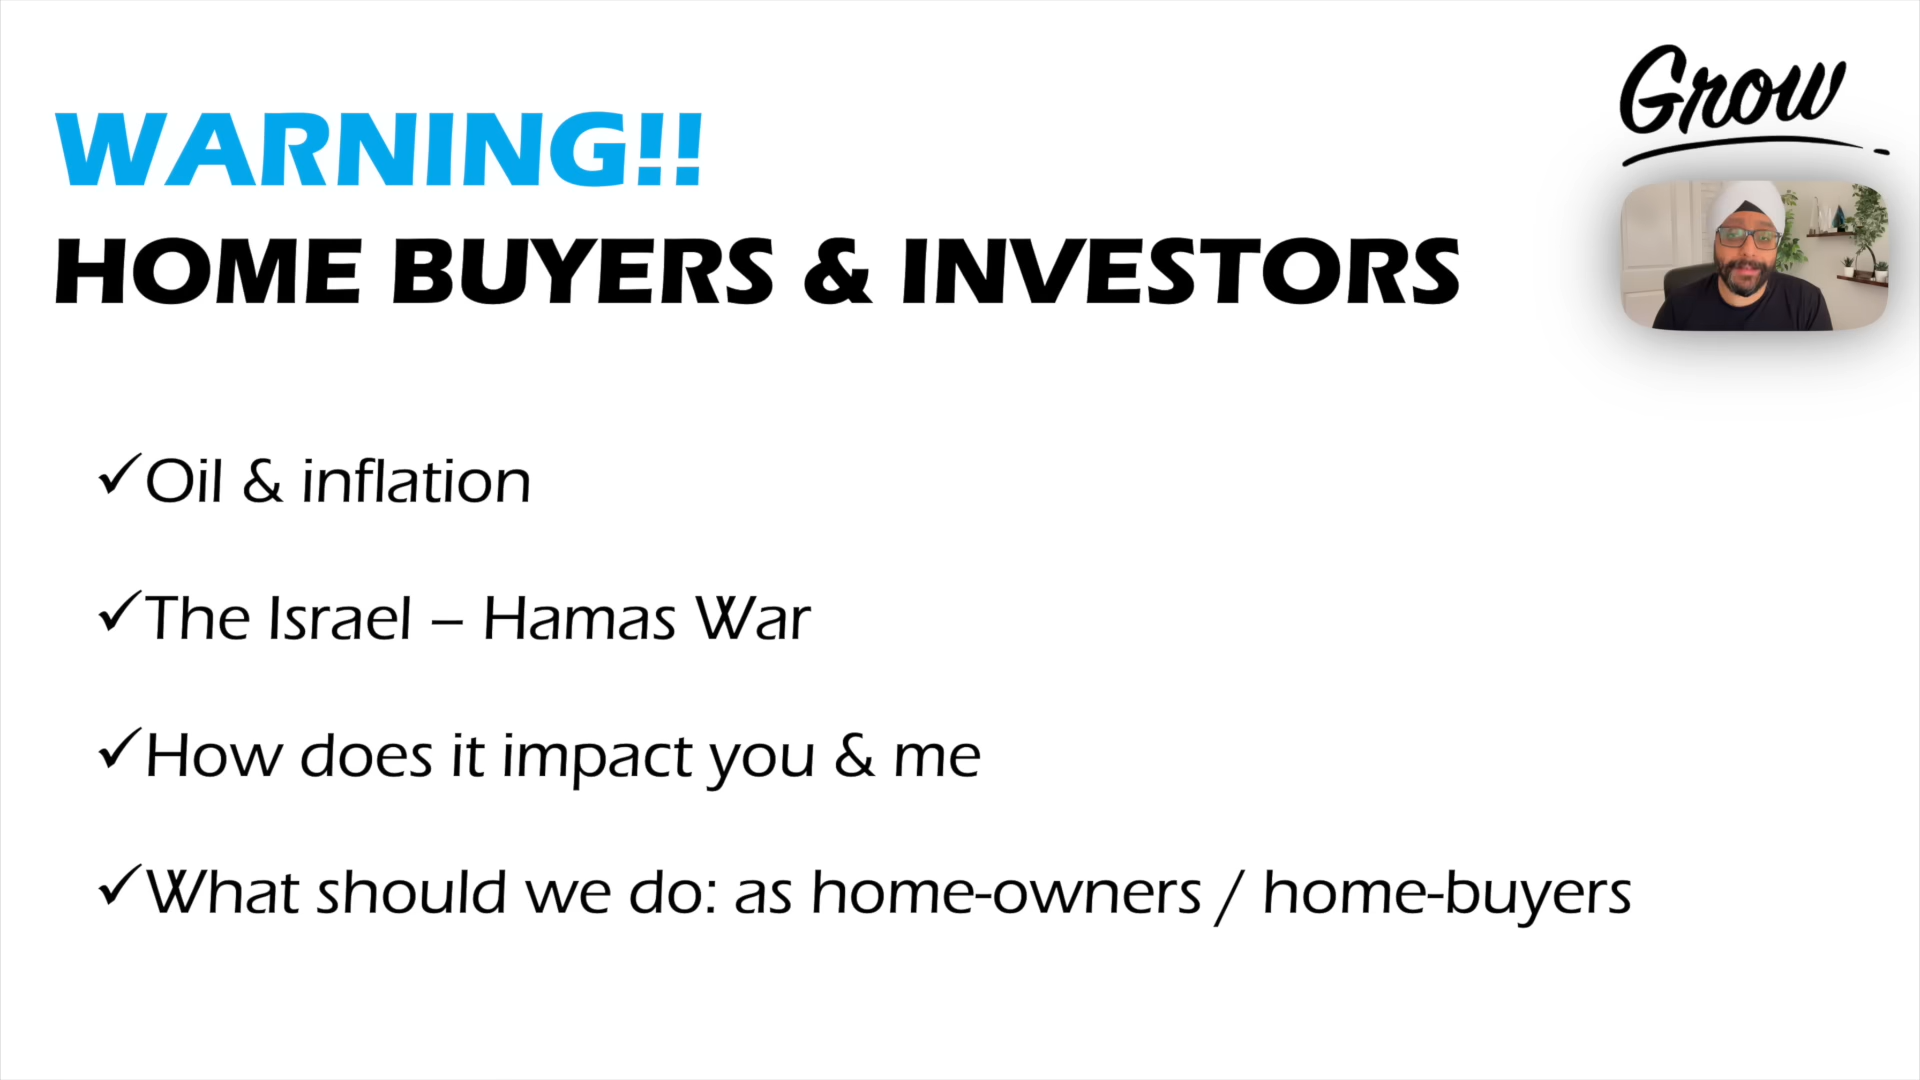 Grow
WARNING!!
HOME BUYERS & INVESTORS
✓Oil & inflation
✓The Israel – Hamas War
✓How does it impact you & me
✓What should we do: as home-owners / home-buyers